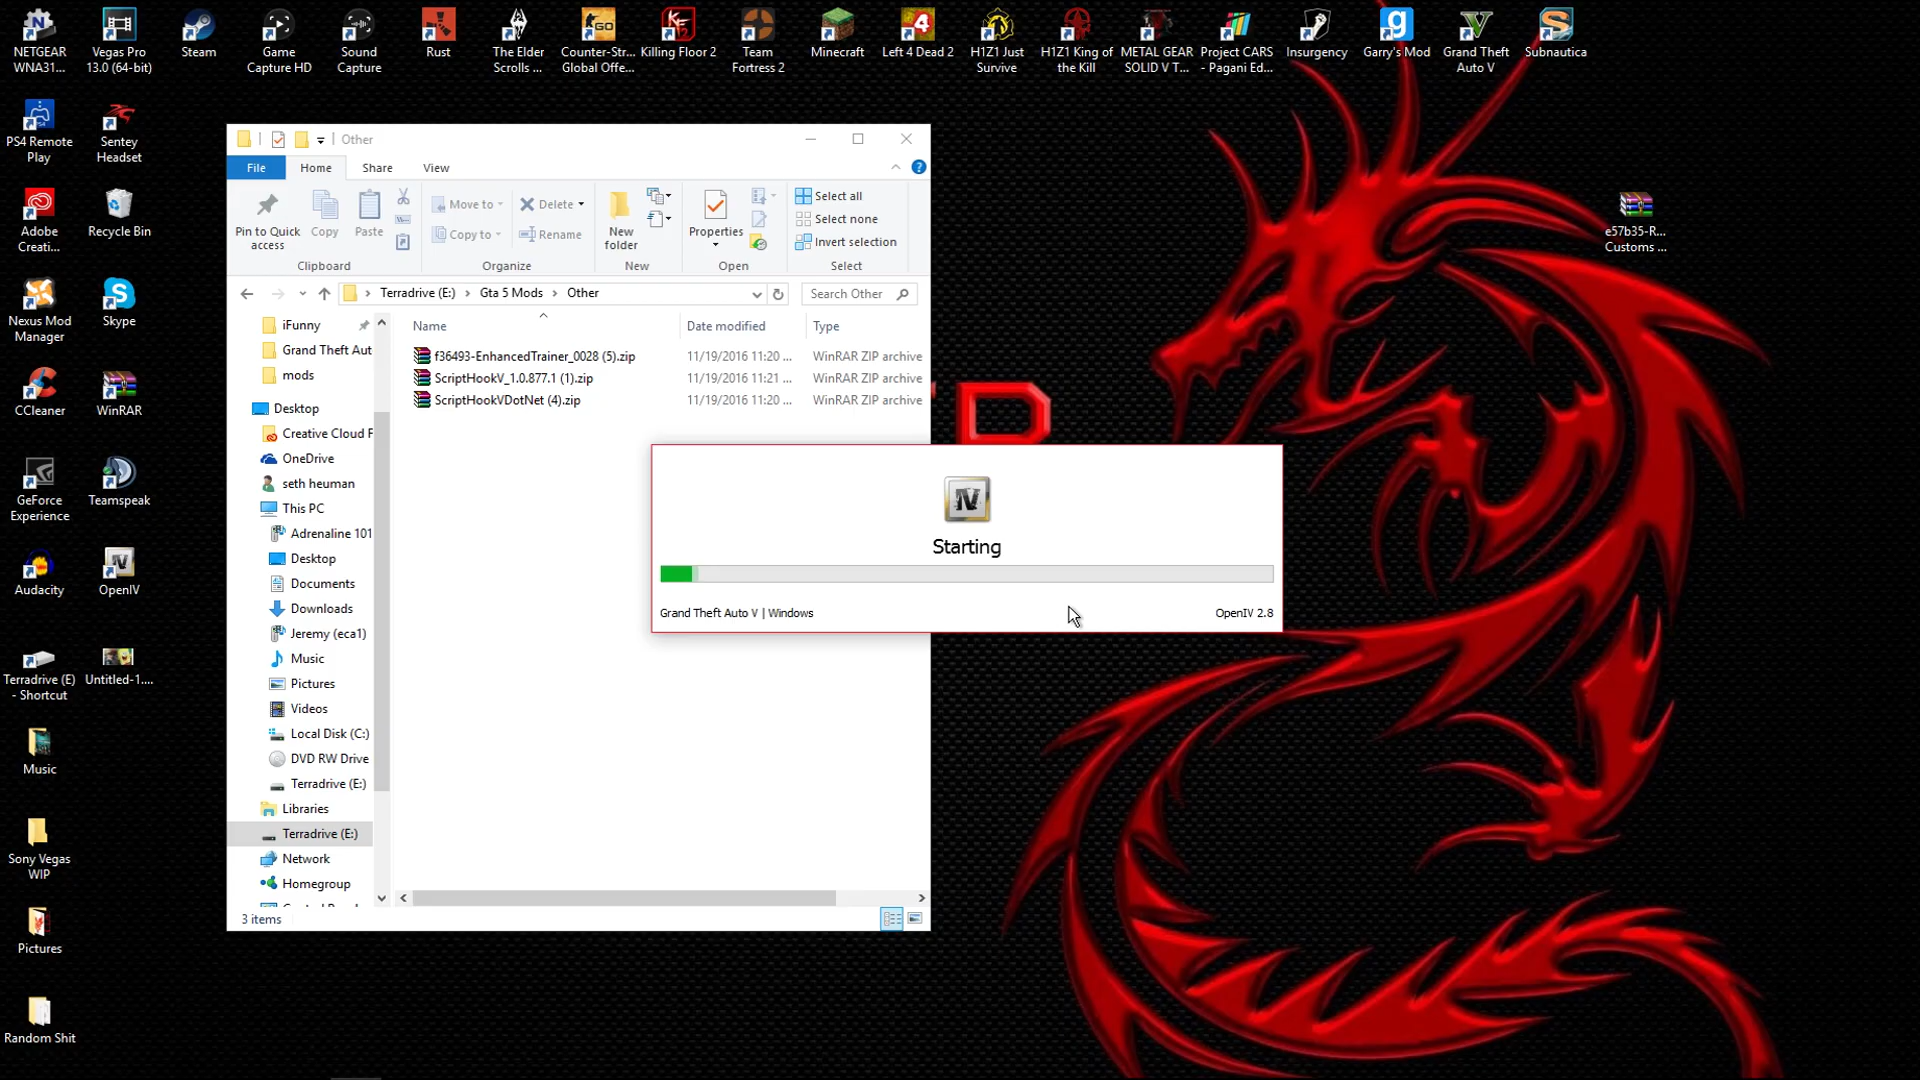 NETGEAR
WNA31...
Vegas Pro
13.0 (64-bit)
Steam
Game
Capture HD
Sound
Capture
Rust
The Elder
Scrolls ...
Counter-Str...
Global Offe...
Killing Floor 2
Team
Fortress 2
Minecraft
Left 4 Dead 2
H1Z1 Just
Survive
H1Z1 King of
the Kill
METAL GEAR
SOLID V T...
Project CARS
- Pagani Ed...
Insurgency
Garry's Mod
Grand Theft
Auto V
Subnautica
PS4 Remote
Play
Sentey
Headset
Adobe
Creati...
Recycle Bin
Nexus Mod
Manager
Skype
CCleaner
WinRAR
GeForce
Experience
Teamspeak
Audacity
OpenIV
Terradrive (E)
- Shortcut
Untitled-1....
Music
Sony Vegas
WIP
Pictures
Random Shit
e57b35-R...
Customs ...
Other
File
Home
Share
View
Pin to Quick
access
Copy
Paste
Clipboard
Move to
Copy to
Delete
Rename
Organize
New
folder
New
Properties
Open
Select all
Select none
Invert selection
Select
Terradrive (E:) > Gta 5 Mods > Other
Search Other
iFunny
Grand Theft Aut
mods
Desktop
Creative Cloud F
OneDrive
seth heuman
This PC
Adrenaline 101
Desktop
Documents
Downloads
Jeremy (eca1)
Music
Pictures
Videos
Local Disk (C:)
DVD RW Drive
Terradrive (E:)
Libraries
Terradrive (E:)
Network
Homegroup
Name Date modified Type
f36493-EnhancedTrainer_0028 (5).zip 11/19/2016 11:20 ... WinRAR ZIP archive
ScriptHookV_1.0.877.1 (1).zip 11/19/2016 11:21 ... WinRAR ZIP archive
ScriptHookVDotNet (4).zip 11/19/2016 11:20 ... WinRAR ZIP archive
3 items
IV
Starting
Grand Theft Auto V | Windows
OpenIV 2.8